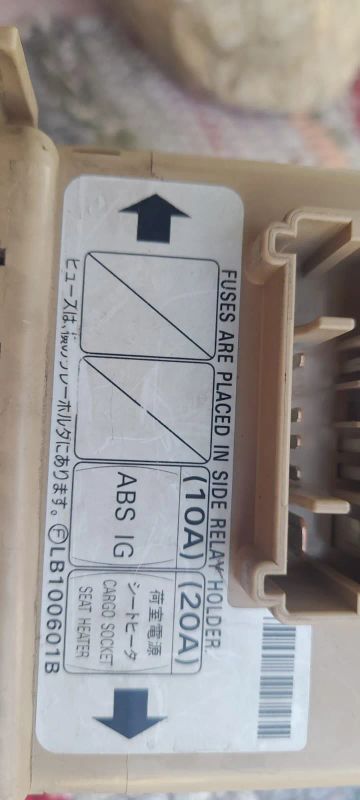 FUSES ARE PLACED IN SIDE RELAY HOLDER.
(10A) (20A)
ABS IG
荷室電源
シートヒータ
CARGO SOCKET
SEAT HEATER
ヒューズは、横のリレーホルダにあります。 Ⓕ LB100601B